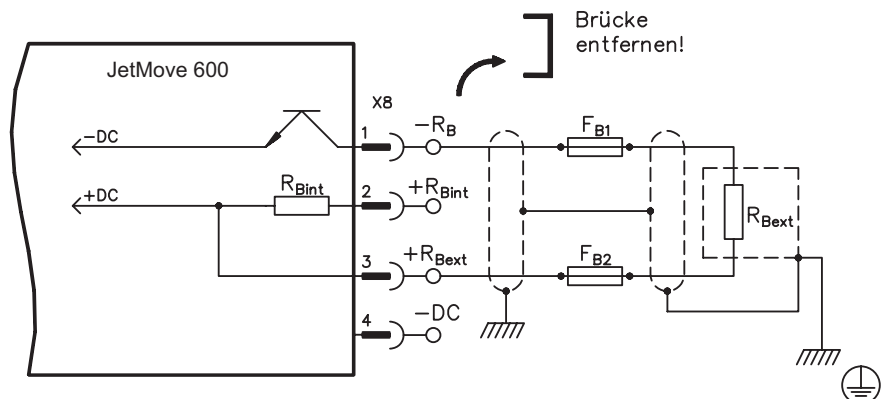 Brücke
entfernen!
JetMove 600
X8
–DC
1
–RB
FB1
+DC
RBint
2
+RBint
RBext
3
+RBext
FB2
4
–DC